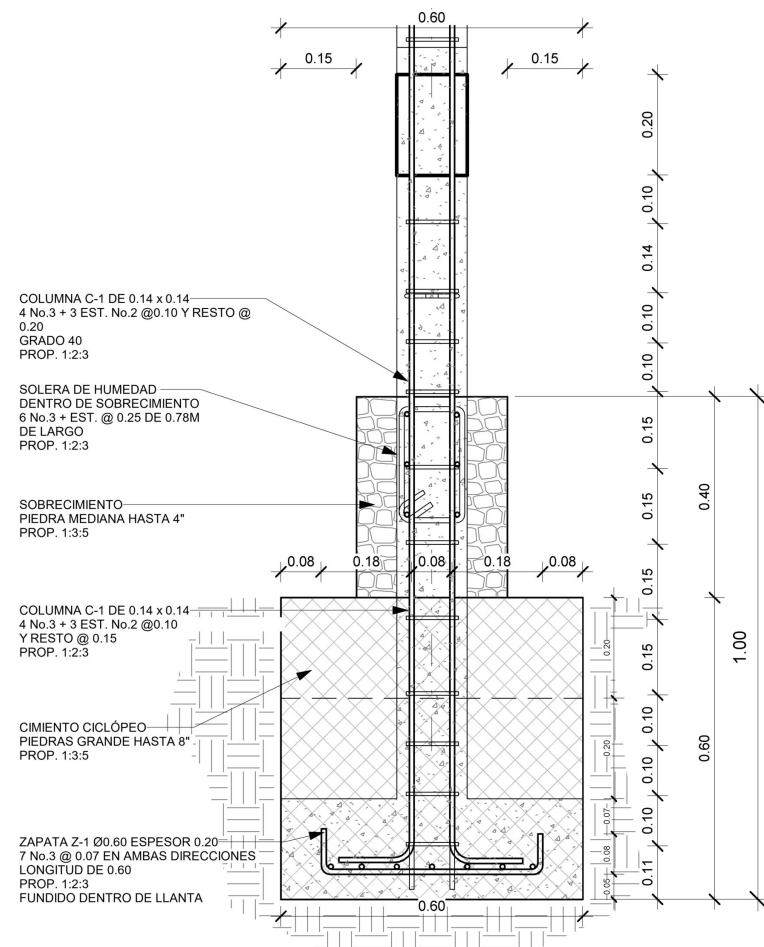 0.60
0.15
0.15
0.20
0.10
0.14
0.10
0.10
COLUMNA C-1 DE 0.14 x 0.14
4 No.3 + 3 EST. No.2 @0.10 Y RESTO @
0.20
GRADO 40
PROP. 1:2:3
SOLERA DE HUMEDAD
DENTRO DE SOBRECIMIENTO
6 No.3 + EST. @ 0.25 DE 0.78M
DE LARGO
PROP. 1:2:3
SOBRECIMIENTO
PIEDRA MEDIANA HASTA 4"
PROP. 1:3:5
0.15
0.15
0.40
0.08
0.18
0.08
0.18
0.08
0.15
COLUMNA C-1 DE 0.14 x 0.14
4 No.3 + 3 EST. No.2 @0.10
Y RESTO @ 0.15
PROP. 1:2:3
0.20
0.15
1.00
CIMIENTO CICLÓPEO
PIEDRAS GRANDE HASTA 8"
PROP. 1:3:5
0.20
0.10
0.10
0.60
ZAPATA Z-1 Ø0.60 ESPESOR 0.20
7 No.3 @ 0.07 EN AMBAS DIRECCIONES
LONGITUD DE 0.60
PROP. 1:2:3
FUNDIDO DENTRO DE LLANTA
0.07
0.10
0.08
0.11
0.05
0.60